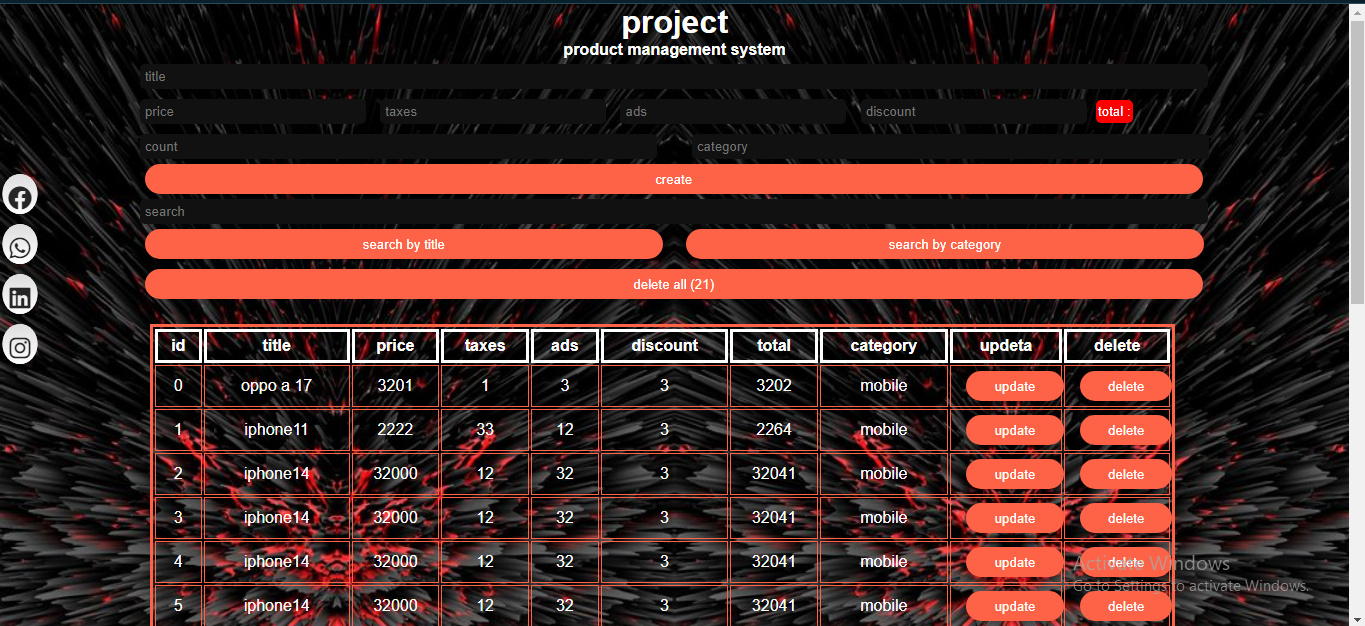 project
product management system
title
price taxes ads discount total :
count category
create
search
search by title search by category
delete all (21)
id title price taxes ads discount total category updeta delete
0 oppo a 17 3201 1 3 3 3202 mobile update delete
1 iphone11 2222 33 12 3 2264 mobile update delete
2 iphone14 32000 12 32 3 32041 mobile update delete
3 iphone14 32000 12 32 3 32041 mobile update delete
4 iphone14 32000 12 32 3 32041 mobile update delete
Activate Windows
Go to Settings to activate Windows.
5 iphone14 32000 12 32 3 32041 mobile update delete